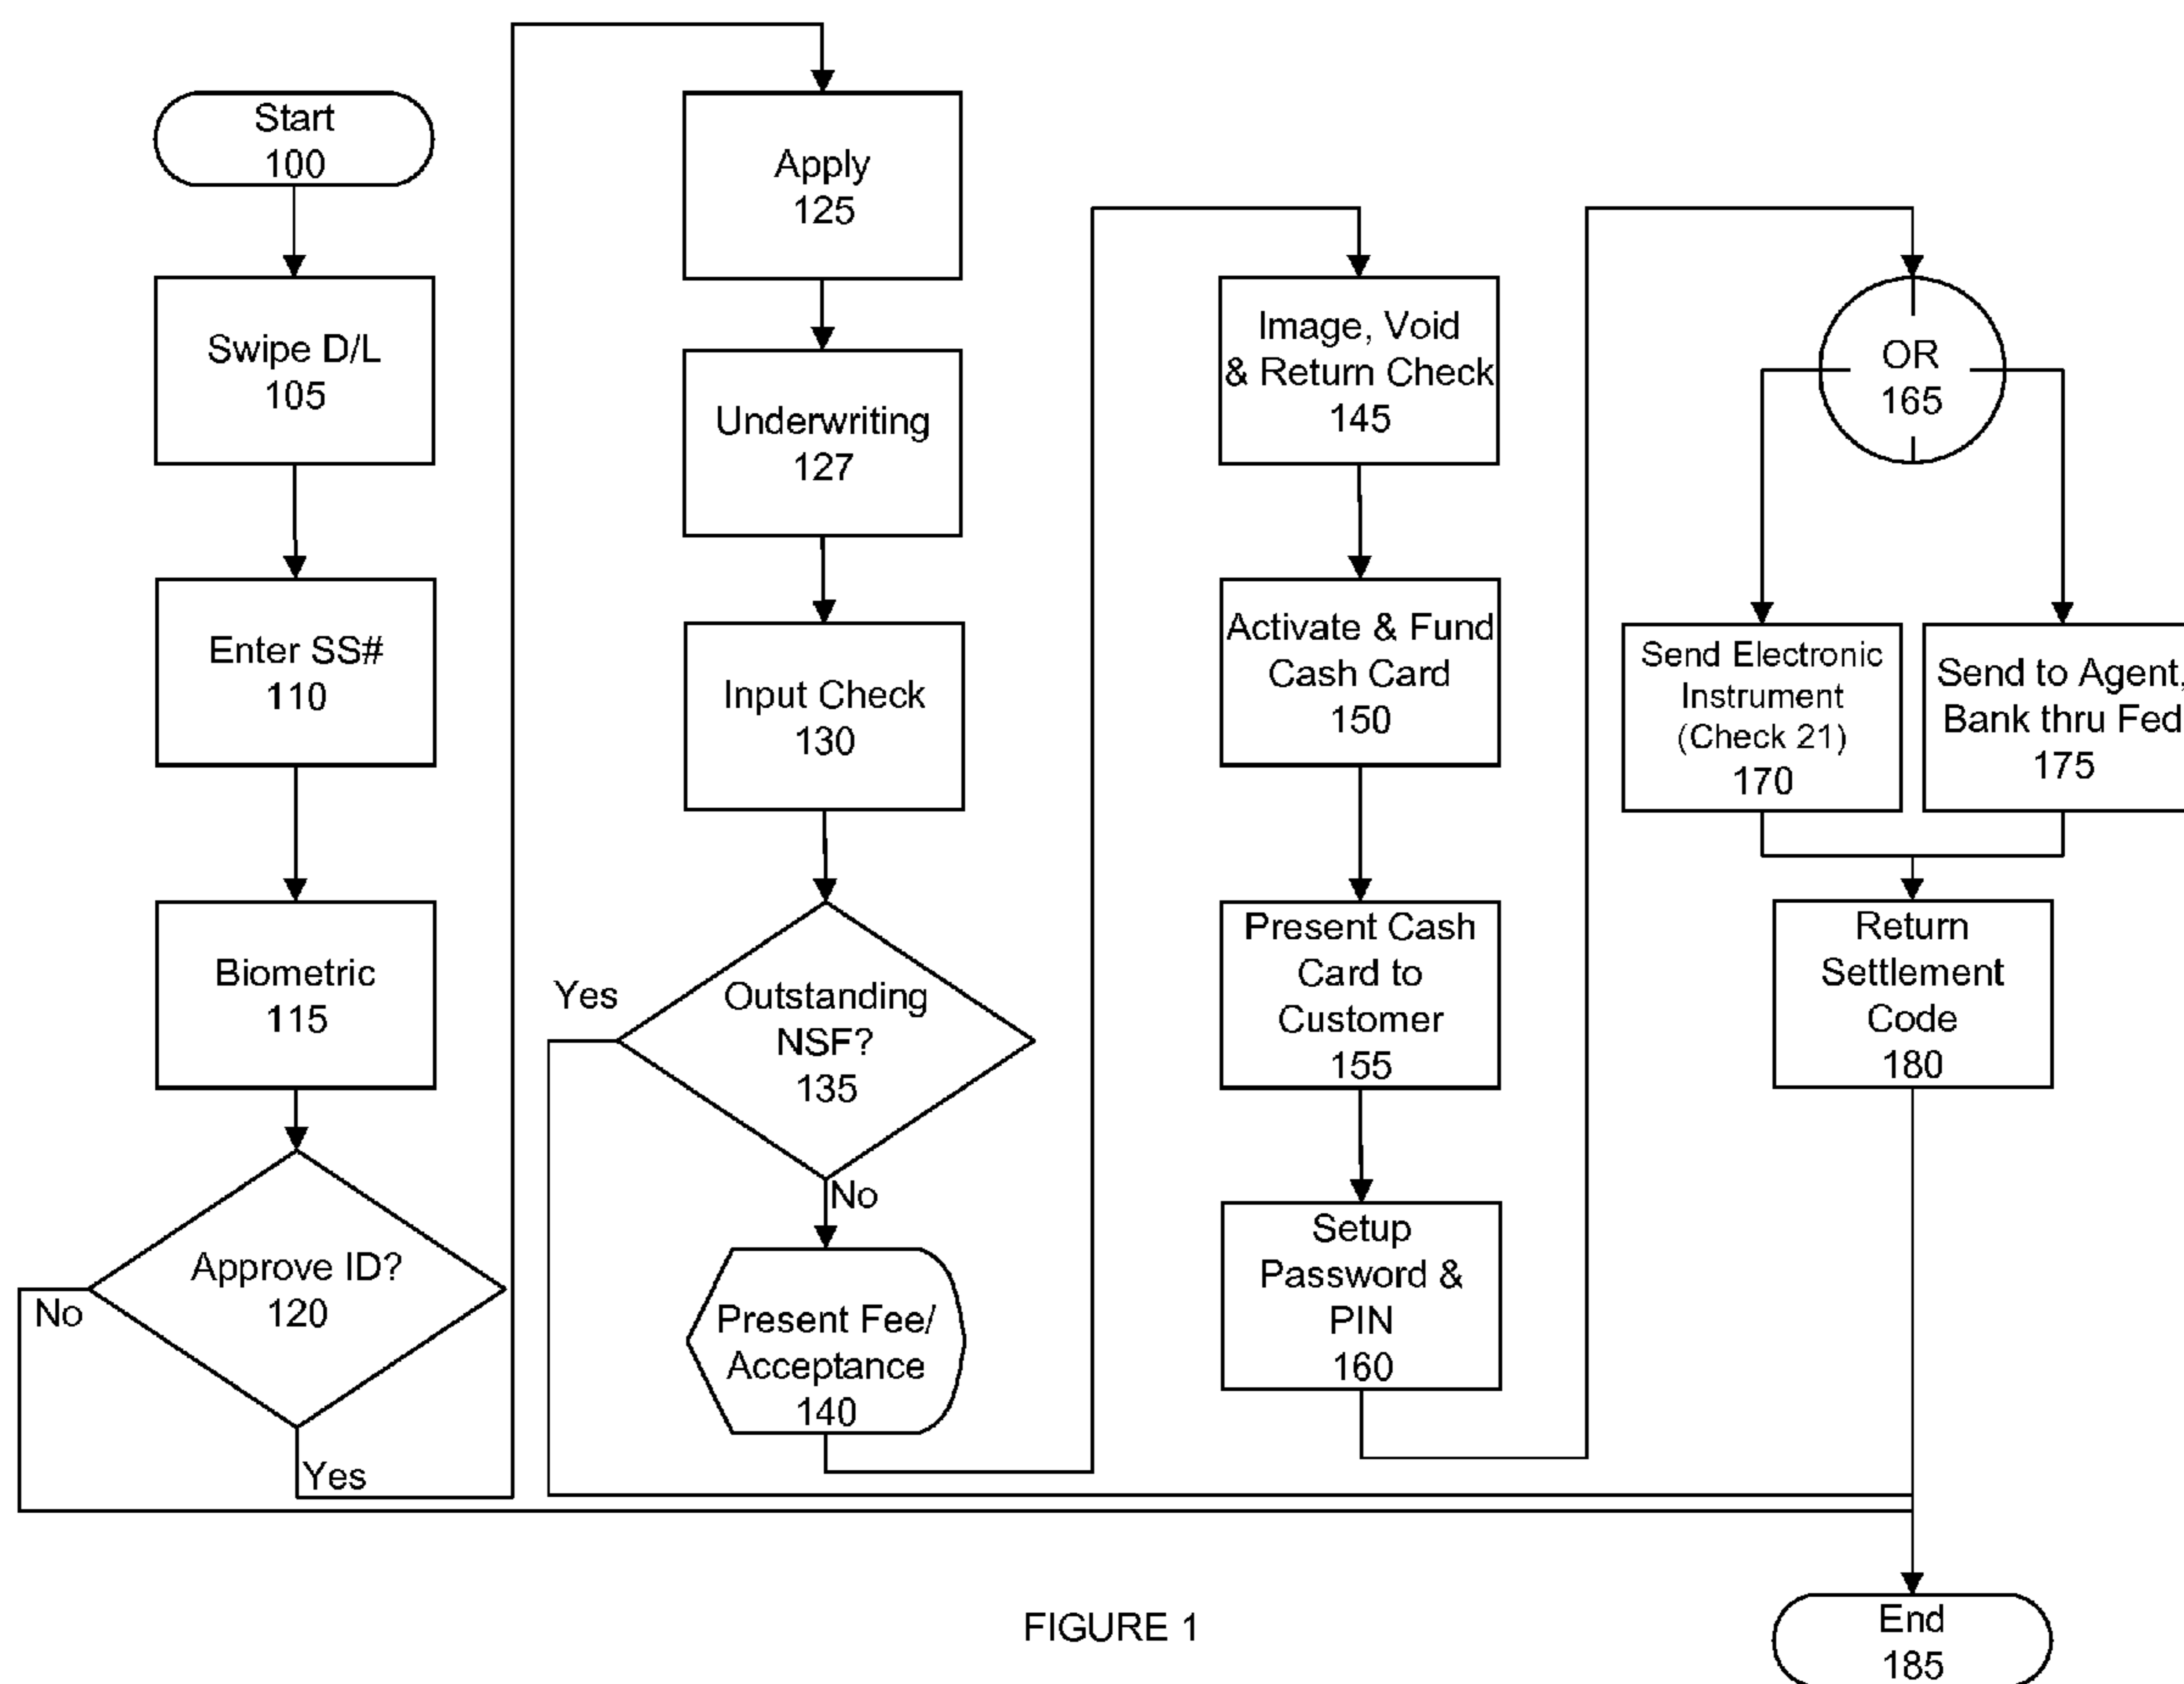 Start
100
Swipe D/L
105
Enter SS#
110
Biometric
115
Approve ID?
120
No
Yes
Apply
125
Underwriting
127
Input Check
130
Yes
Outstanding
NSF?
135
No
Present Fee/
Acceptance
140
Image, Void
& Return Check
145
Activate & Fund
Cash Card
150
Present Cash
Card to
Customer
155
Setup
Password &
PIN
160
OR
165
Send Electronic
Instrument
(Check 21)
170
Send to Agent,
Bank thru Fed
175
Return
Settlement
Code
180
End
185
FIGURE 1